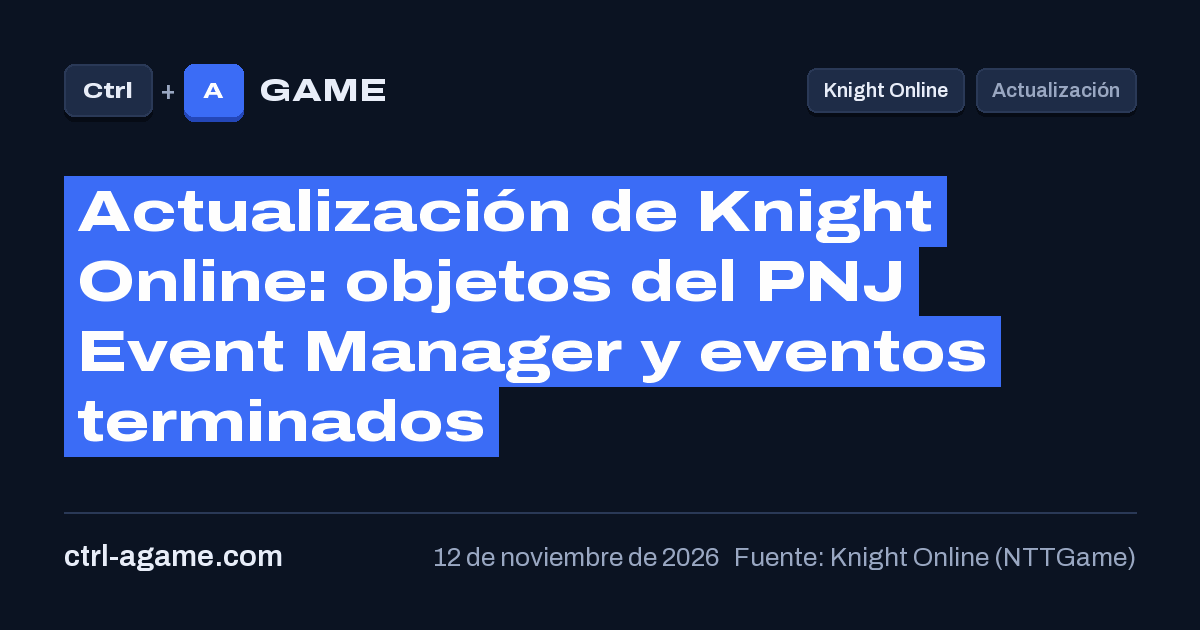 Ctrl + A GAME
Knight Online Actualización
Actualización de Knight
Online: objetos del PNJ
Event Manager y eventos
terminados
ctrl-agame.com
12 de noviembre de 2026 Fuente: Knight Online (NTTGame)